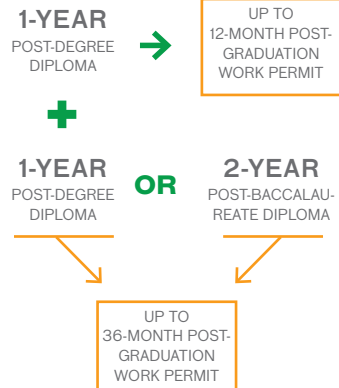 1-YEAR
POST-DEGREE
DIPLOMA
UP TO
12-MONTH POST-
GRADUATION
WORK PERMIT
+
1-YEAR
POST-DEGREE
DIPLOMA
OR
2-YEAR
POST-BACCALAU-
REATE DIPLOMA
UP TO
36-MONTH POST-
GRADUATION
WORK PERMIT